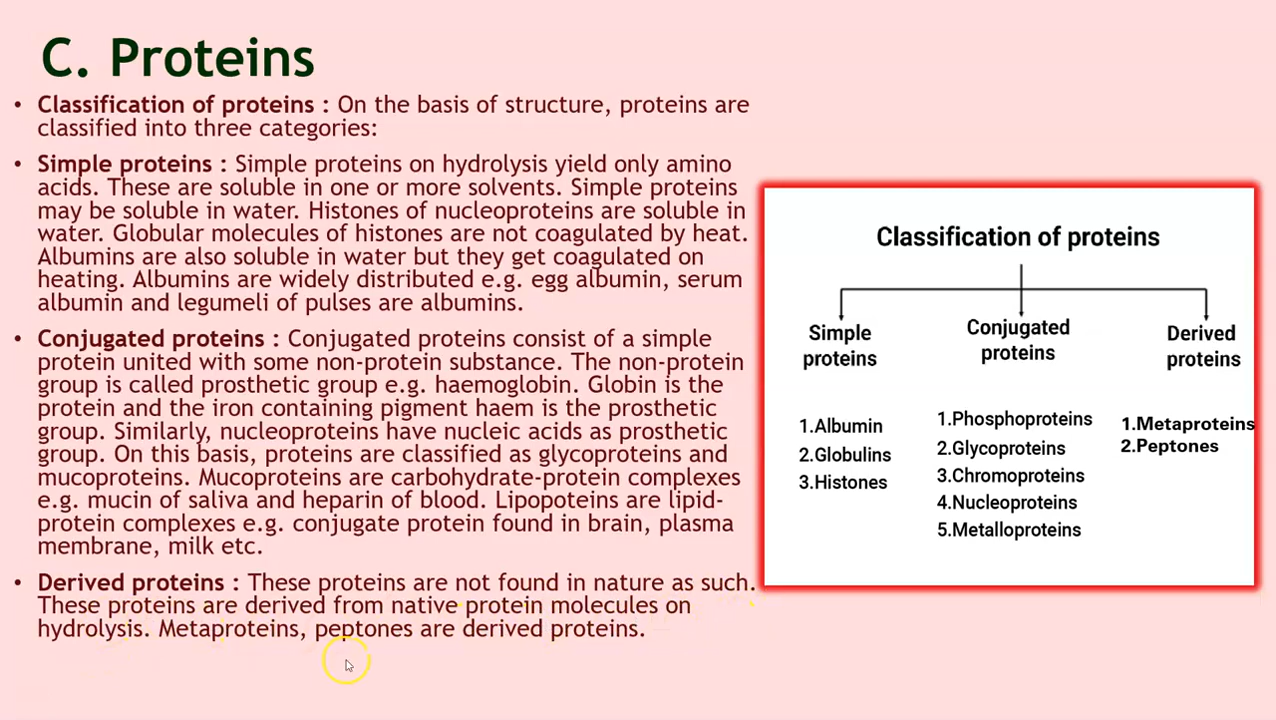 C. Proteins
• Classification of proteins : On the basis of structure, proteins are
classified into three categories:
• Simple proteins : Simple proteins on hydrolysis yield only amino
acids. These are soluble in one or more solvents. Simple proteins
may be soluble in water. Histones of nucleoproteins are soluble in
water. Globular molecules of histones are not coagulated by heat.
Albumins are also soluble in water but they get coagulated on
heating. Albumins are widely distributed e.g. egg albumin, serum
albumin and legumeli of pulses are albumins.
• Conjugated proteins : Conjugated proteins consist of a simple
protein united with some non-protein substance. The non-protein
group is called prosthetic group e.g. haemoglobin. Globin is the
protein and the iron containing pigment haem is the prosthetic
group. Similarly, nucleoproteins have nucleic acids as prosthetic
group. On this basis, proteins are classified as glycoproteins and
mucoproteins. Mucoproteins are carbohydrate-protein complexes
e.g. mucin of saliva and heparin of blood. Lipopoteins are lipid-
protein complexes e.g. conjugate protein found in brain, plasma
membrane, milk etc.
• Derived proteins : These proteins are not found in nature as such.
These proteins are derived from native protein molecules on
hydrolysis. Metaproteins, peptones are derived proteins.
Classification of proteins
Simple
proteins
1.Albumin
2.Globulins
3.Histones
Conjugated
proteins
1.Phosphoproteins
2.Glycoproteins
3.Chromoproteins
4.Nucleoproteins
5.Metalloproteins
Derived
proteins
1.Metaproteins
2.Peptones